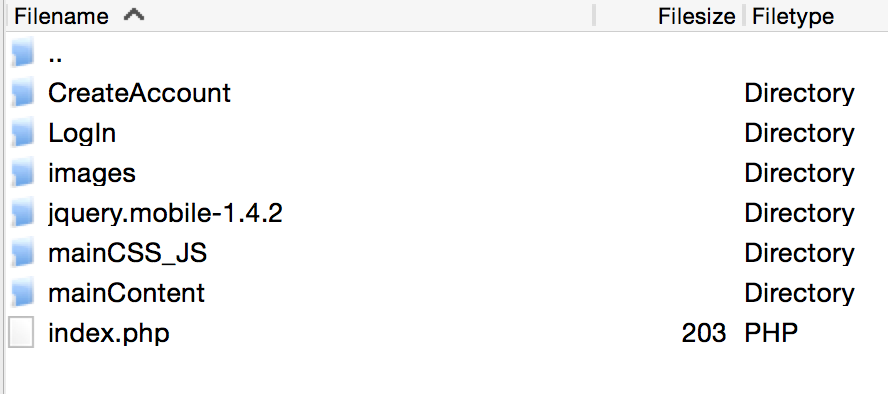 Filename Filesize Filetype
..
CreateAccount Directory
LogIn Directory
images Directory
jquery.mobile-1.4.2 Directory
mainCSS_JS Directory
mainContent Directory
index.php 203 PHP